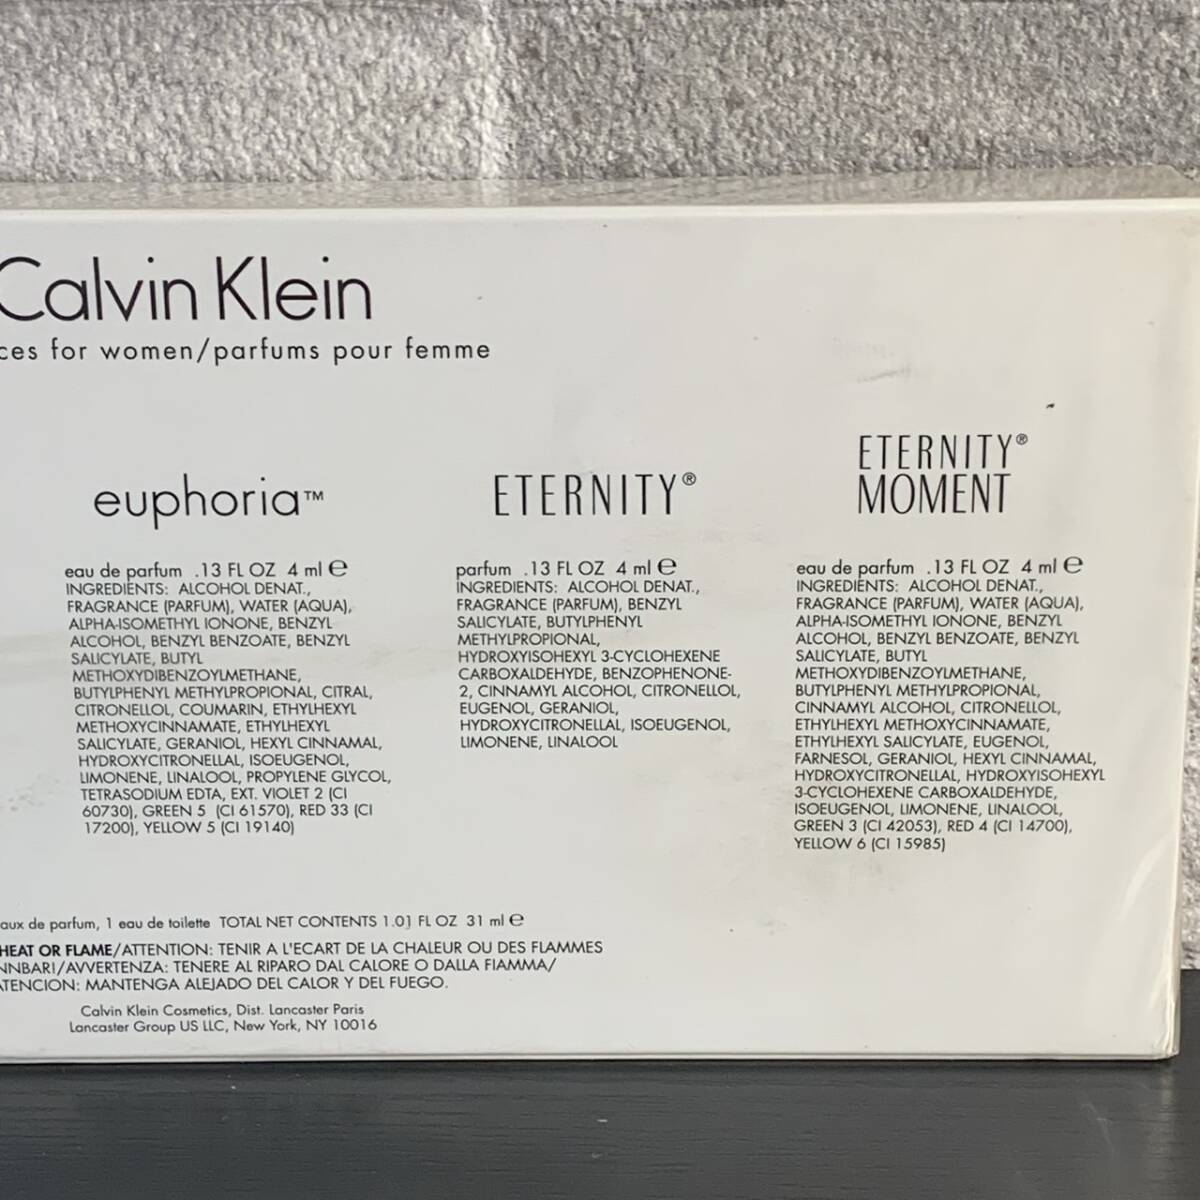 Calvin Klein
ces for women/parfums pour femme
euphoria™
eau de parfum .13 FL OZ 4 ml ℮
INGREDIENTS: ALCOHOL DENAT.,
FRAGRANCE (PARFUM), WATER (AQUA),
ALPHA-ISOMETHYL IONONE, BENZYL
ALCOHOL, BENZYL BENZOATE, BENZYL
SALICYLATE, BUTYL
METHOXYDIBENZOYLMETHANE,
BUTYLPHENYL METHYLPROPIONAL, CITRAL,
CITRONELLOL, COUMARIN, ETHYLHEXYL
METHOXYCINNAMATE, ETHYLHEXYL
SALICYLATE, GERANIOL, HEXYL CINNAMAL,
HYDROXYCITRONELLAL, ISOEUGENOL,
LIMONENE, LINALOOL, PROPYLENE GLYCOL,
TETRASODIUM EDTA, EXT. VIOLET 2 (CI
60730), GREEN 5 (CI 61570), RED 33 (CI
17200), YELLOW 5 (CI 19140)
ETERNITY®
parfum .13 FL OZ 4 ml ℮
INGREDIENTS: ALCOHOL DENAT.,
FRAGRANCE (PARFUM), BENZYL
SALICYLATE, BUTYLPHENYL
METHYLPROPIONAL,
HYDROXYISOHEXYL 3-CYCLOHEXENE
CARBOXALDEHYDE, BENZOPHENONE-
2, CINNAMYL ALCOHOL, CITRONELLOL,
EUGENOL, GERANIOL,
HYDROXYCITRONELLAL, ISOEUGENOL,
LIMONENE, LINALOOL
ETERNITY®
MOMENT
eau de parfum .13 FL OZ 4 ml ℮
INGREDIENTS: ALCOHOL DENAT.,
FRAGRANCE (PARFUM), WATER (AQUA),
ALPHA-ISOMETHYL IONONE, BENZYL
ALCOHOL, BENZYL BENZOATE, BENZYL
SALICYLATE, BUTYL
METHOXYDIBENZOYLMETHANE,
BUTYLPHENYL METHYLPROPIONAL,
CINNAMYL ALCOHOL, CITRONELLOL,
ETHYLHEXYL METHOXYCINNAMATE,
ETHYLHEXYL SALICYLATE, EUGENOL,
FARNESOL, GERANIOL, HEXYL CINNAMAL,
HYDROXYCITRONELLAL, HYDROXYISOHEXYL
3-CYCLOHEXENE CARBOXALDEHYDE,
ISOEUGENOL, LIMONENE, LINALOOL,
GREEN 3 (CI 42053), RED 4 (CI 14700),
YELLOW 6 (CI 15985)
aux de parfum, 1 eau de toilette TOTAL NET CONTENTS 1.01 FL OZ 31 ml ℮
HEAT OR FLAME/ATTENTION: TENIR A L'ECART DE LA CHALEUR OU DES FLAMMES
NNBAR!/AVVERTENZA: TENERE AL RIPARO DAL CALORE O DALLA FIAMMA/
ATENCION: MANTENGA ALEJADO DEL CALOR Y DEL FUEGO.
Calvin Klein Cosmetics, Dist. Lancaster Paris
Lancaster Group US LLC, New York, NY 10016